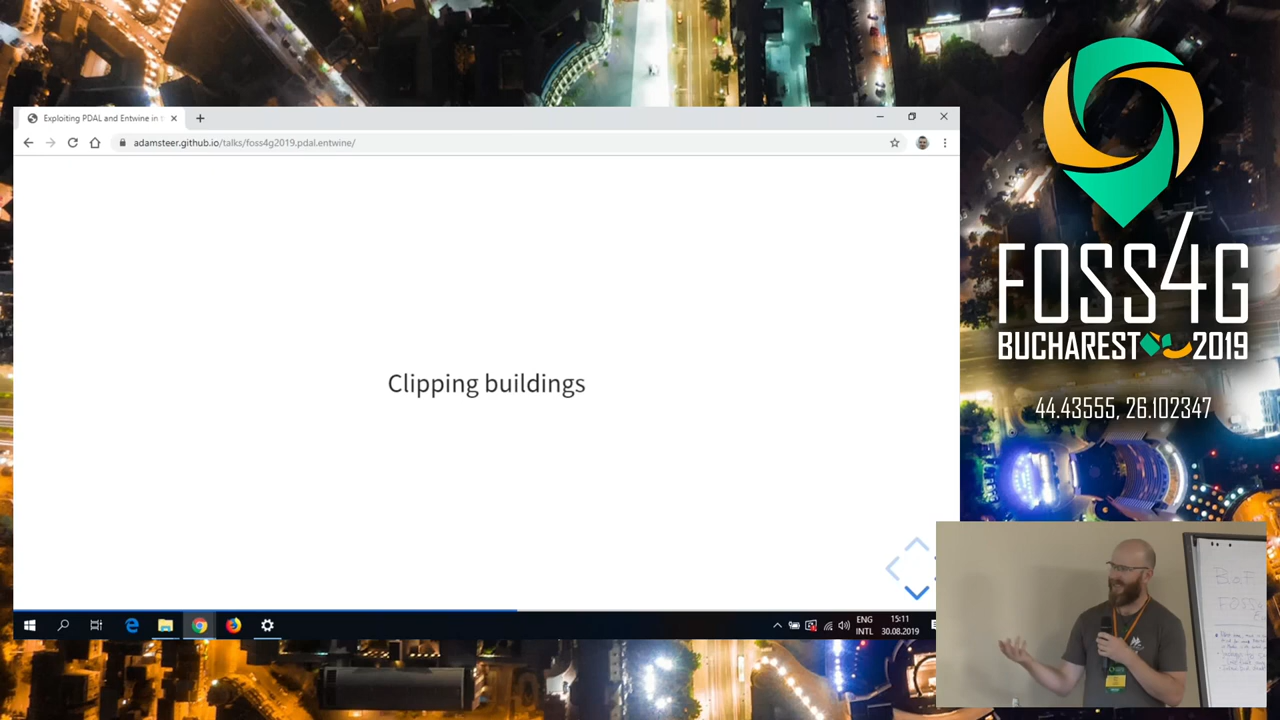 Exploiting PDAL and Entwine in
adamsteer.github.io/talks/foss4g2019.pdal.entwine/
Clipping buildings
ENG
INTL
15:11
30.08.2019
FOSS4G
BUCHAREST 2019
44.43555, 26.102347